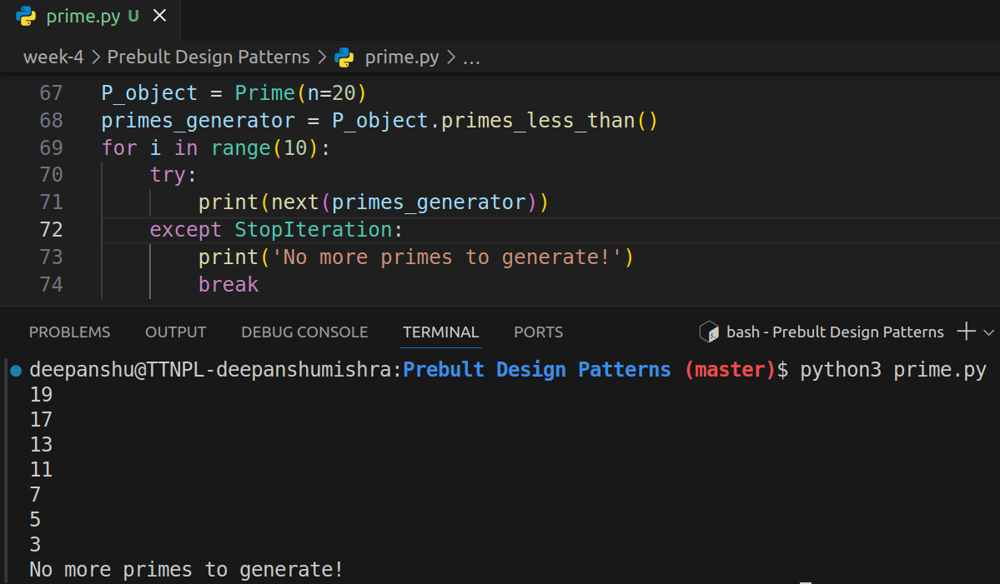 prime.py U
week-4 > Prebult Design Patterns > prime.py > ...
67 P_object = Prime(n=20)
68 primes_generator = P_object.primes_less_than()
69 for i in range(10):
70     try:
71         print(next(primes_generator))
72     except StopIteration:
73         print('No more primes to generate!')
74         break
PROBLEMS OUTPUT DEBUG CONSOLE TERMINAL PORTS bash - Prebult Design Patterns
deepanshu@TTNPL-deepanshumishra:Prebult Design Patterns (master)$ python3 prime.py
19
17
13
11
7
5
3
No more primes to generate!